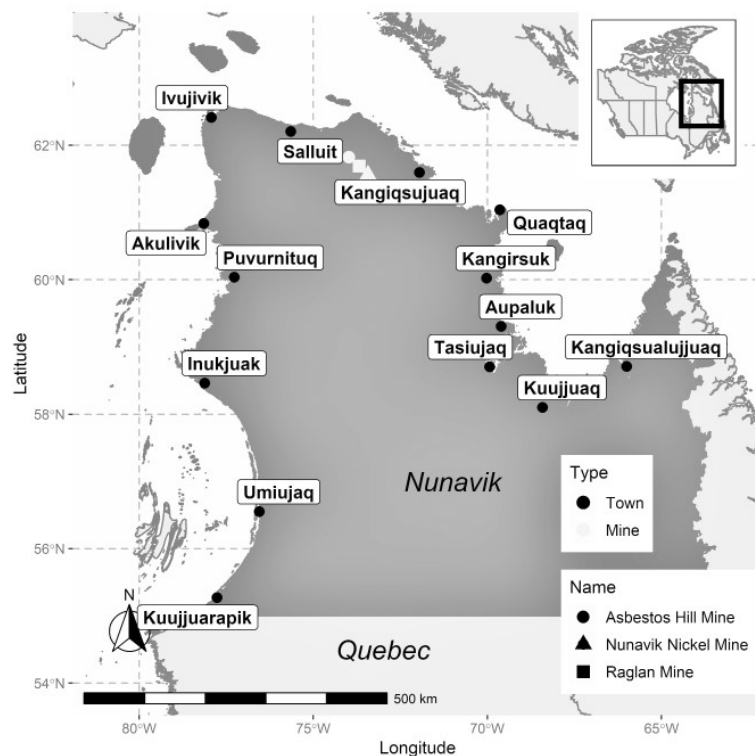 Ivujivik
Salluit
Kangiqsujuaq
Quaqtaq
Akulivik
Puvurnituq
Kangirsuk
Aupaluk
Tasiujaq
Kangiqsualujjuaq
Inukjuak
Kuujjuaq
Nunavik
Umiujaq
Kuujjuarapik
Quebec
N
500 km
62°N
60°N
58°N
56°N
54°N
Latitude
80°W
75°W
70°W
65°W
Longitude
Type
Town
Mine
Name
Asbestos Hill Mine
Nunavik Nickel Mine
Raglan Mine